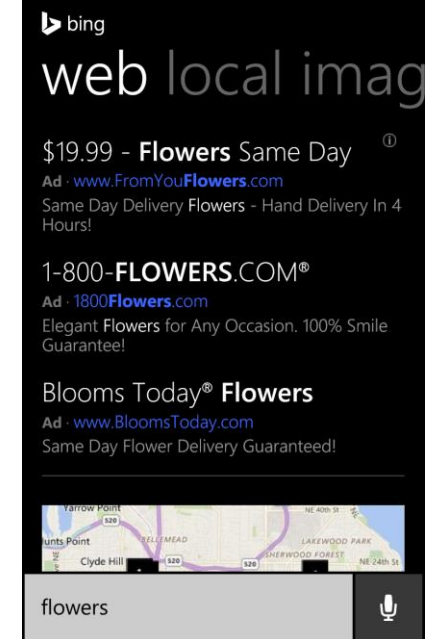 bing
web local imag
$19.99 - Flowers Same Day
Ad · www.FromYouFlowers.com
Same Day Delivery Flowers - Hand Delivery In 4
Hours!
1-800-FLOWERS.COM®
Ad · 1800Flowers.com
Elegant Flowers for Any Occasion. 100% Smile
Guarantee!
Blooms Today® Flowers
Ad · www.BloomsToday.com
Same Day Flower Delivery Guaranteed!
Yarrow Point
NE 40th St
520
unts Point
BELLEMEAD
LAKEWOOD PARK
SHERWOOD FOREST
Clyde Hill
520
520
NE 24th St
flowers